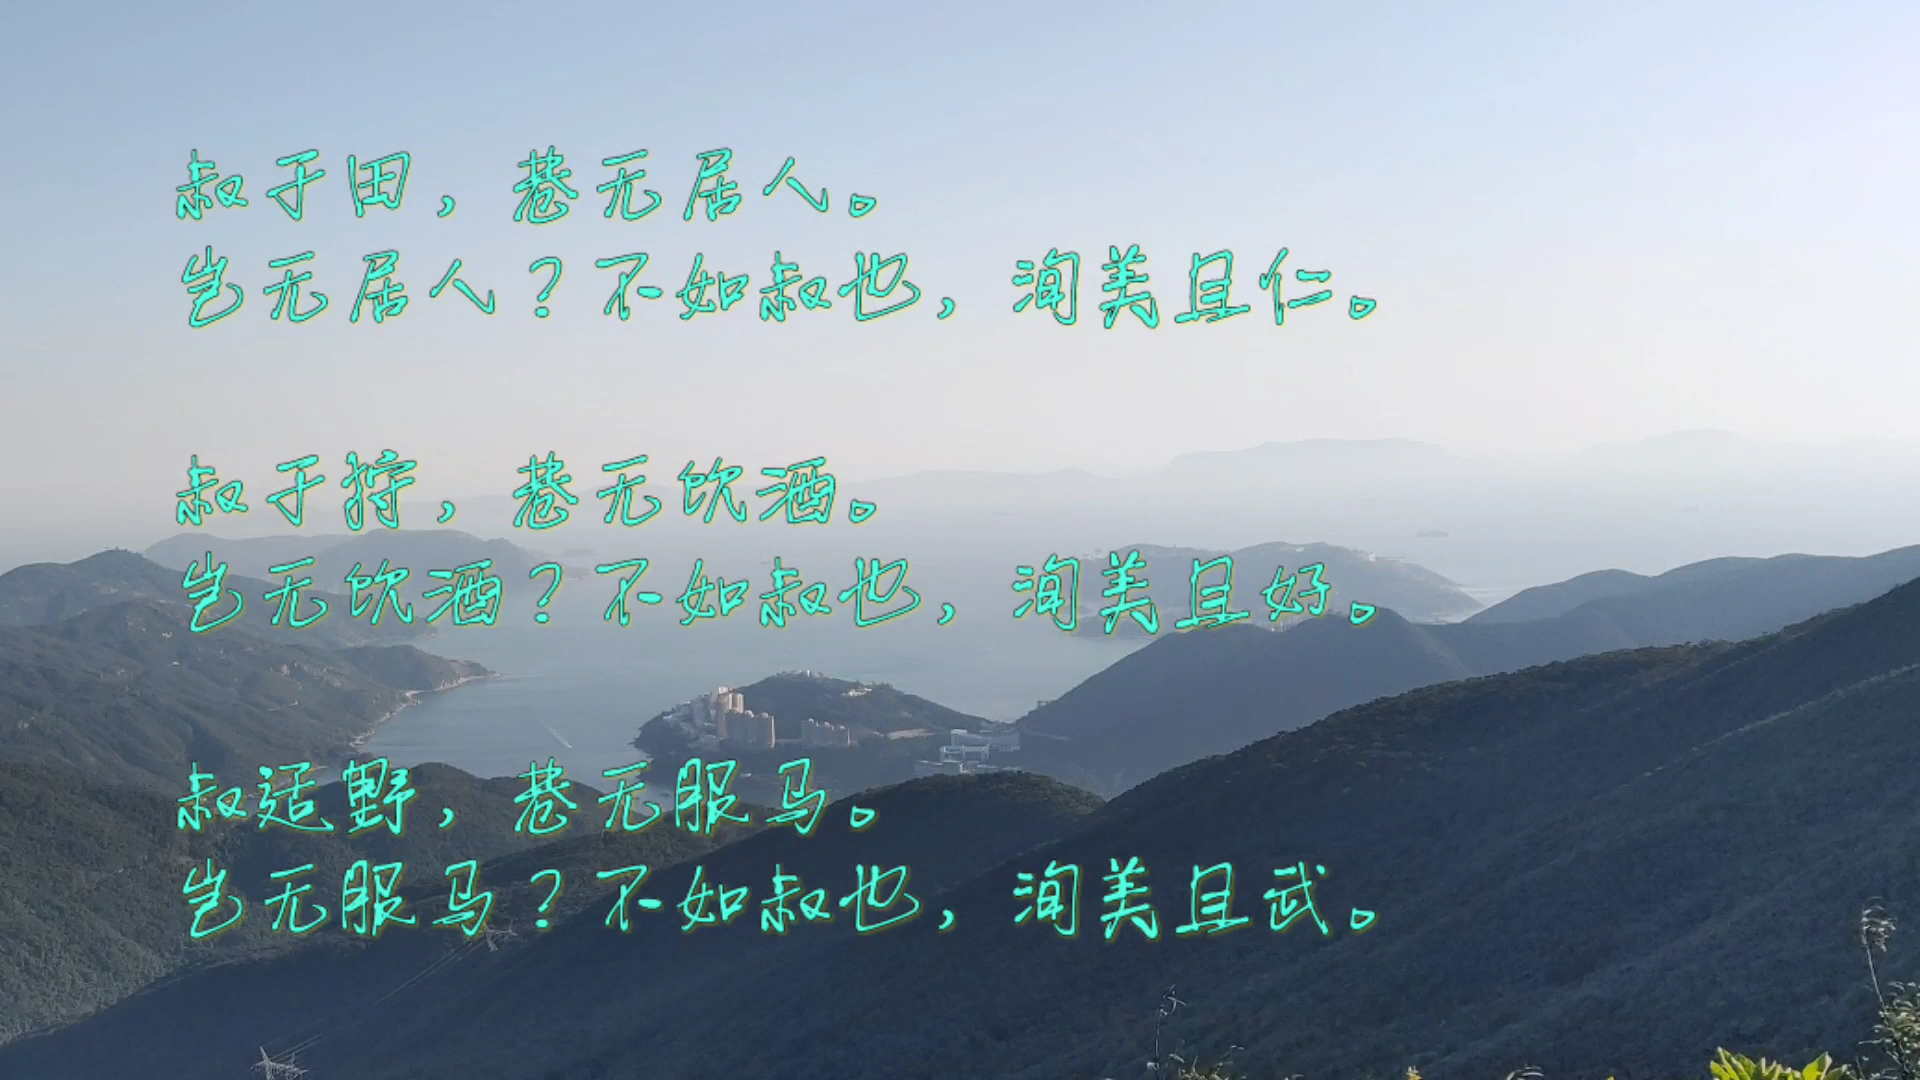 叔于田，巷无居人。
岂无居人？不如叔也，洵美且仁。
叔于狩，巷无饮酒。
岂无饮酒？不如叔也，洵美且好。
叔适野，巷无服马。
岂无服马？不如叔也，洵美且武。